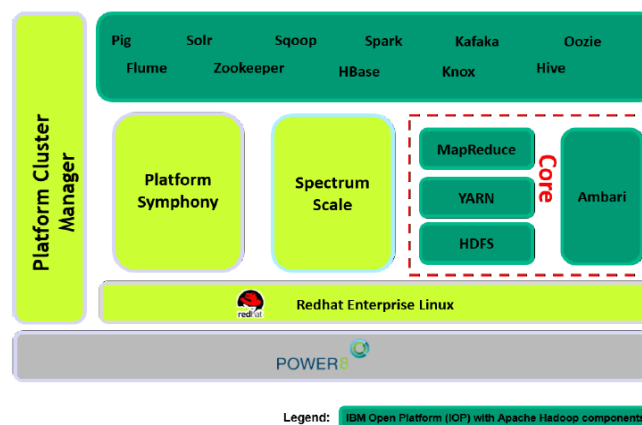 Pig Solr Sqoop Spark Kafaka Oozie
Flume Zookeeper HBase Knox Hive
Platform Cluster
Manager
Platform
Symphony
Spectrum
Scale
MapReduce
YARN
HDFS
Core
Ambari
redhat
Redhat Enterprise Linux
POWER8
Legend: IBM Open Platform (IOP) with Apache Hadoop components